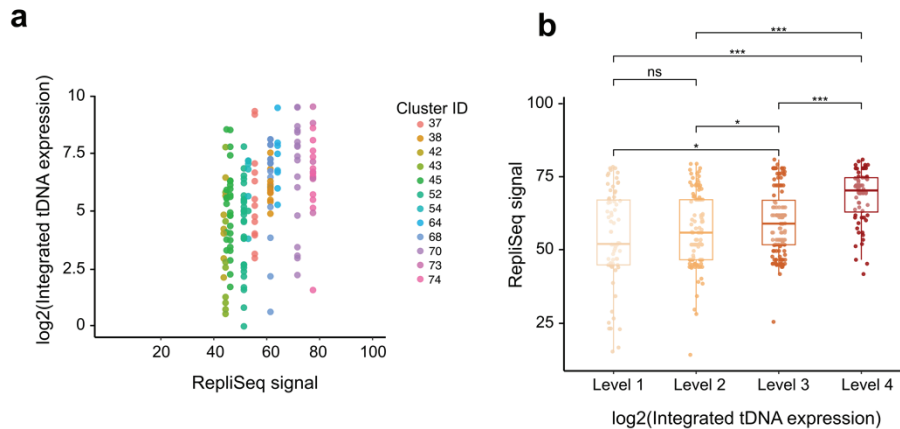 a
log2(Integrated tDNA expression)
10
7.5
5
2.5
0
20
40
60
80
100
RepliSeq signal
Cluster ID
37
38
42
43
45
52
54
64
68
70
73
74
b
***
***
ns
***
*
*
RepliSeq signal
100
75
50
25
Level 1
Level 2
Level 3
Level 4
log2(Integrated tDNA expression)